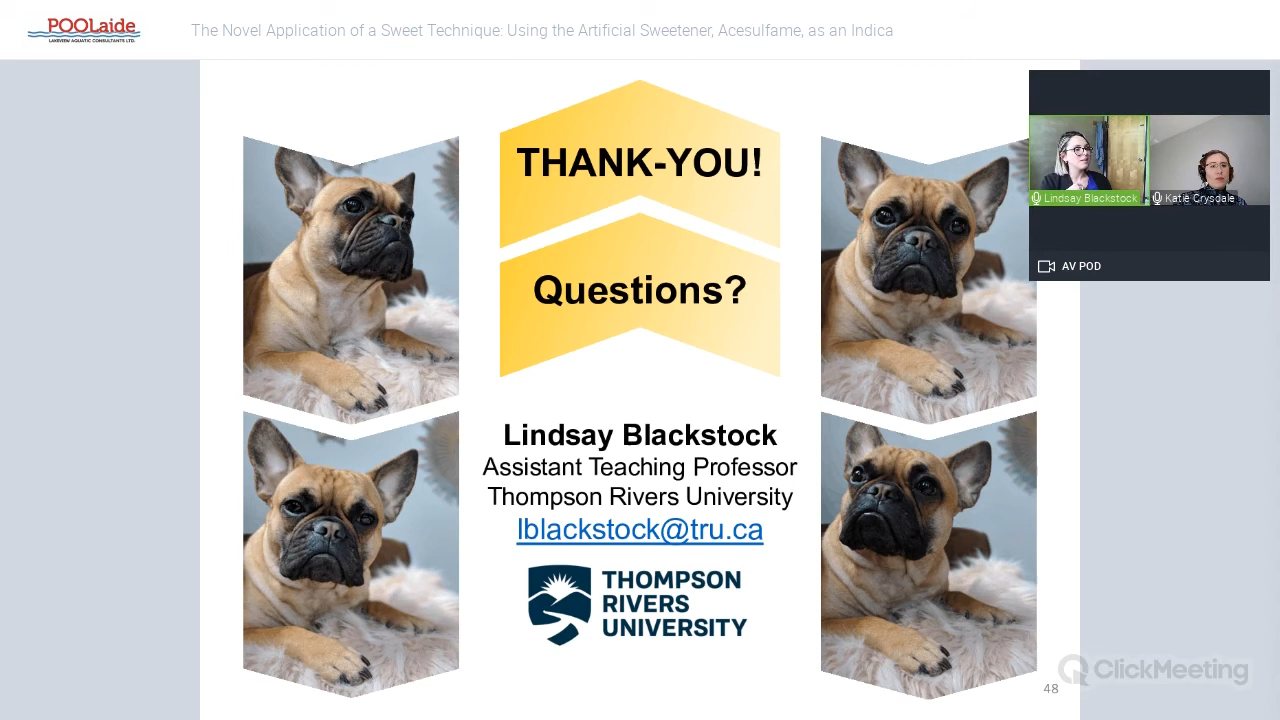 POOLaide
LAKEVIEW AQUATIC CONSULTANTS LTD.
The Novel Application of a Sweet Technique: Using the Artificial Sweetener, Acesulfame, as an Indica
THANK-YOU!
Questions?
Lindsay Blackstock
Katie Crysdale
AV POD
Lindsay Blackstock
Assistant Teaching Professor
Thompson Rivers University
lblackstock@tru.ca
THOMPSON
RIVERS
UNIVERSITY
48
ClickMeeting